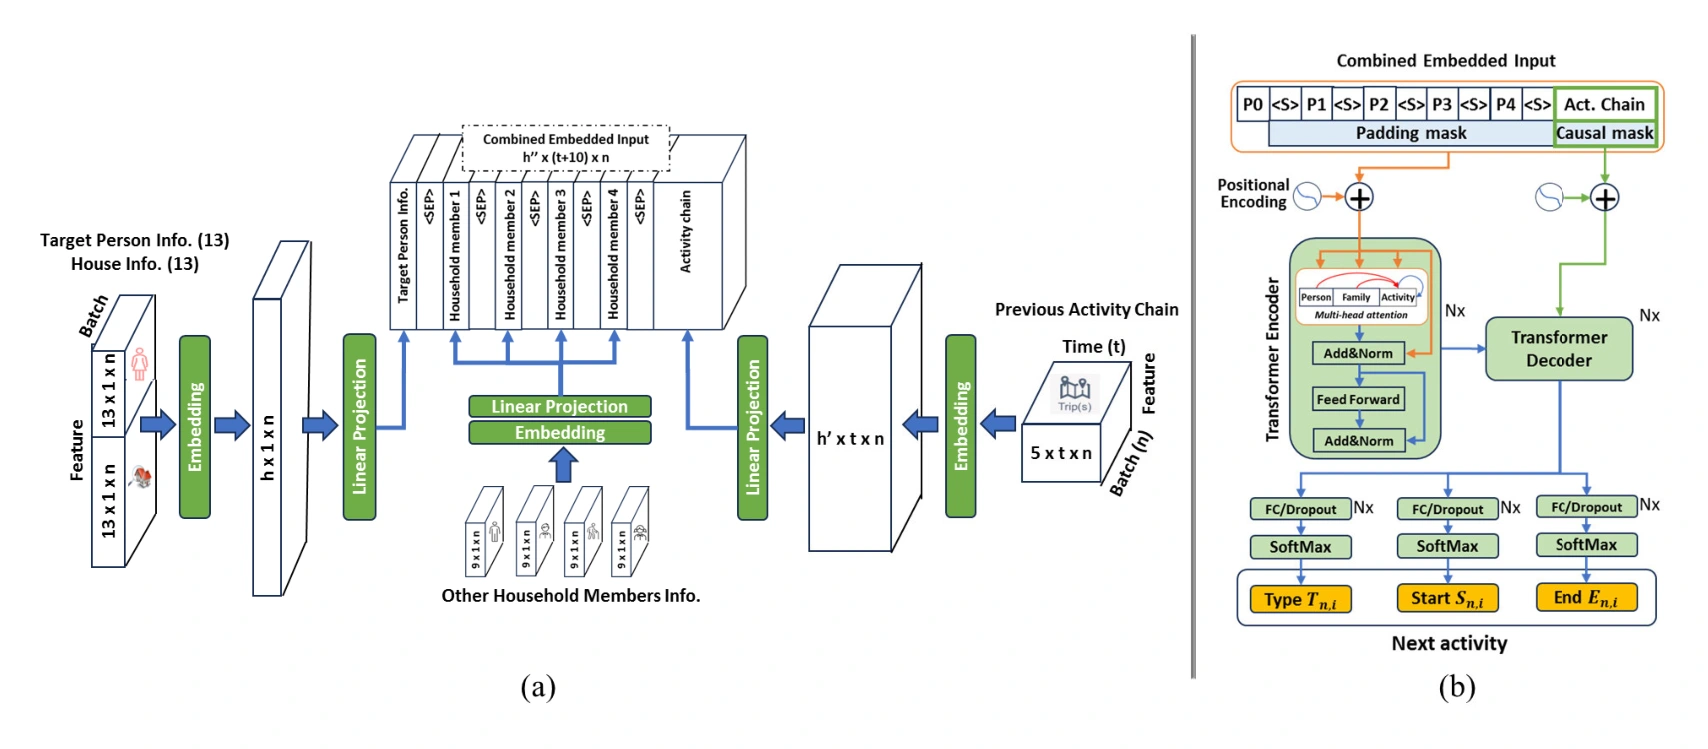 Target Person Info. (13)
House Info. (13)
Batch
Feature
13 x 1 x n
13 x 1 x n
Embedding
h x 1 x n
Linear Projection
Combined Embedded Input
h’’ x (t+10) x n
Target Person Info.
<SEP>
Household member 1
<SEP>
Household member 2
<SEP>
Household member 3
<SEP>
Household member 4
<SEP>
Activity chain
Linear Projection
Embedding
9 x 1 x n
9 x 1 x n
9 x 1 x n
9 x 1 x n
Other Household Members Info.
Linear Projection
h’ x t x n
Embedding
Previous Activity Chain
Time (t)
Feature
Trip(s)
5 x t x n
Batch (n)
(a)
Combined Embedded Input
P0 <S> P1 <S> P2 <S> P3 <S> P4 <S> Act. Chain
Padding mask Causal mask
Positional
Encoding
Transformer Encoder
Person Family Activity
Multi-head attention
Nx
Add&Norm
Feed Forward
Add&Norm
Transformer
Decoder
Nx
FC/Dropout Nx FC/Dropout Nx FC/Dropout Nx
SoftMax SoftMax SoftMax
Type Tn,i Start Sn,i End En,i
Next activity
(b)